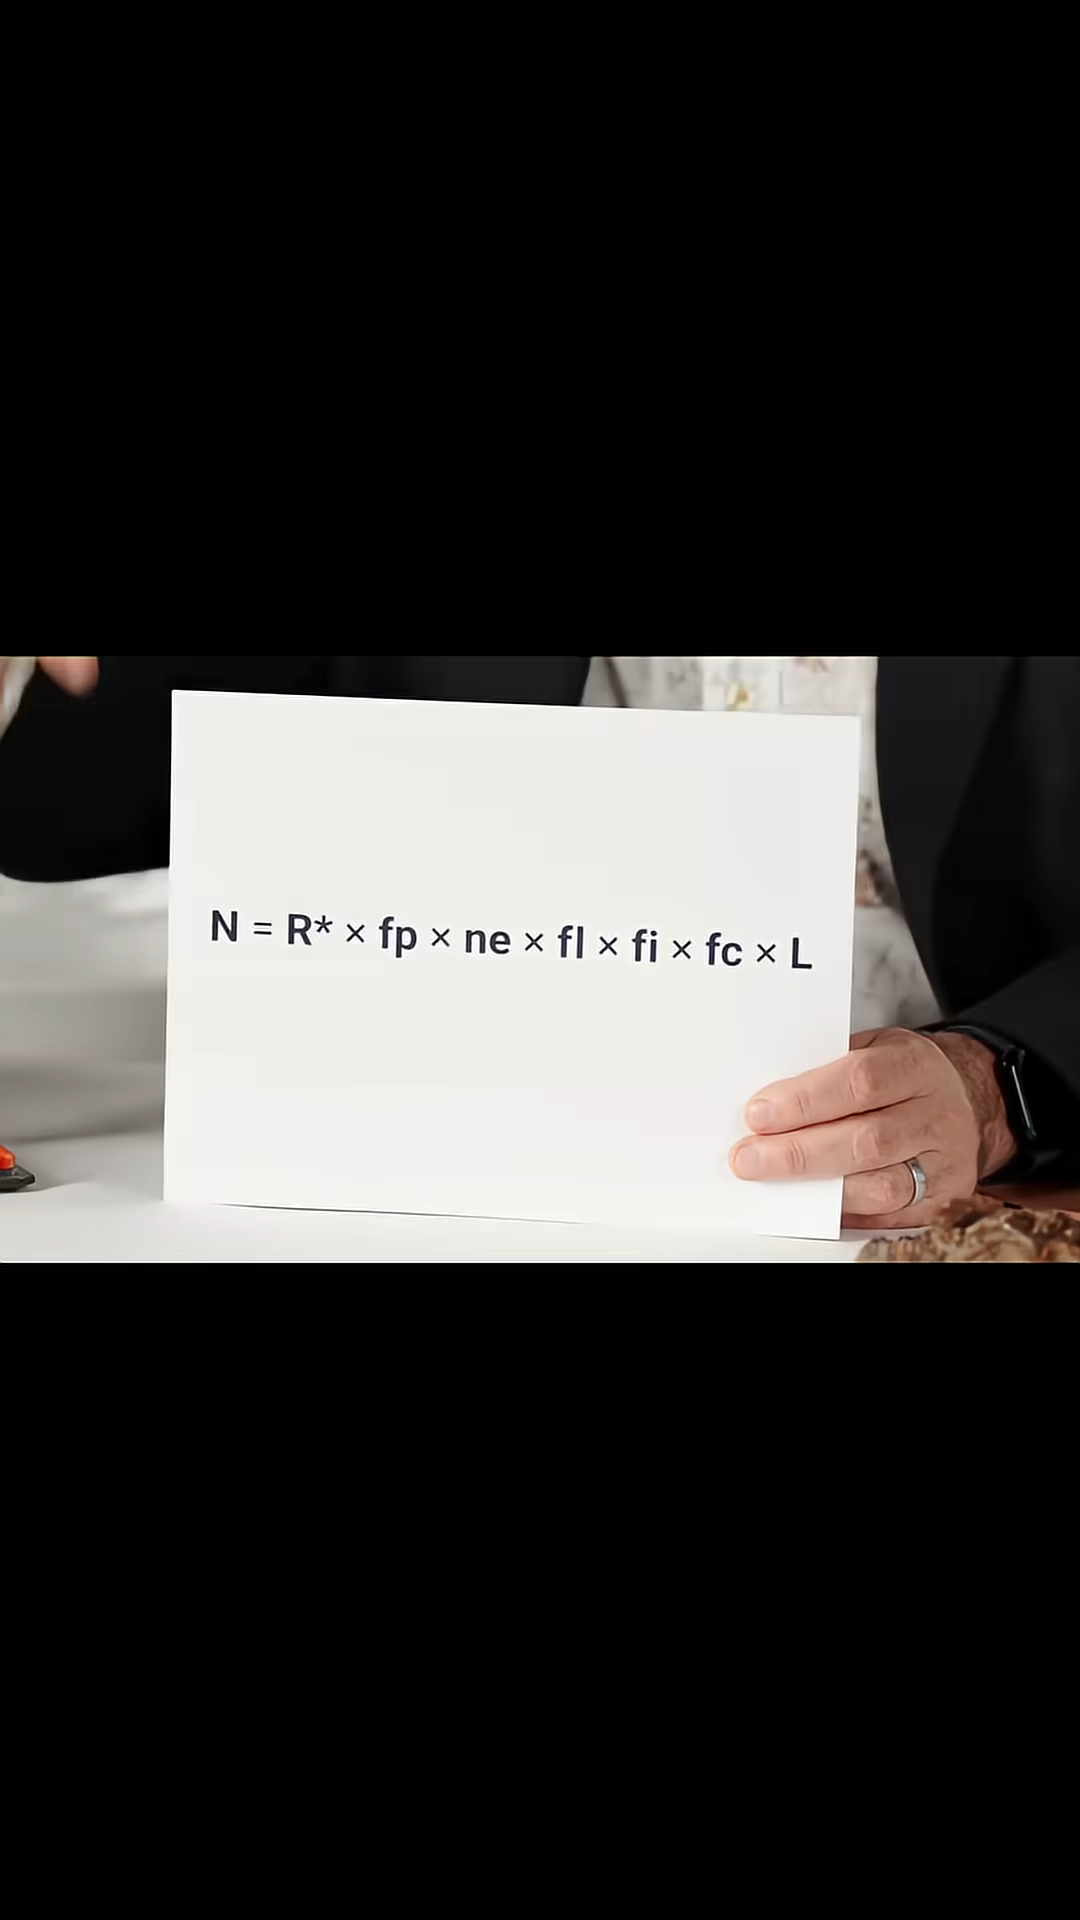 N = R* × fp × ne × fl × fi × fc × L